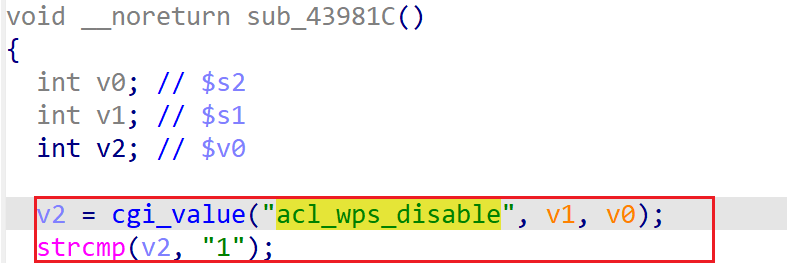 void __noreturn sub_43981C()
{
int v0; // $s2
int v1; // $s1
int v2; // $v0
v2 = cgi_value("acl_wps_disable", v1, v0);
strcmp(v2, "1");